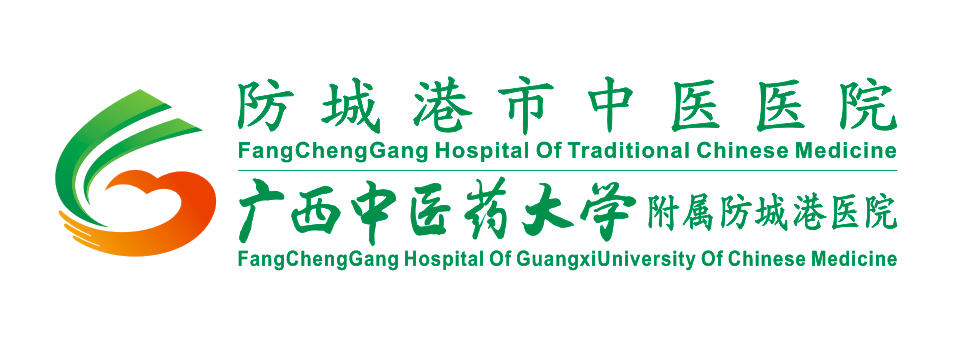 防城港市中医医院
FangChengGang Hospital Of Traditional Chinese Medicine
广西中医药大学附属防城港医院
FangChengGang Hospital Of GuangxiUniversity Of Chinese Medicine